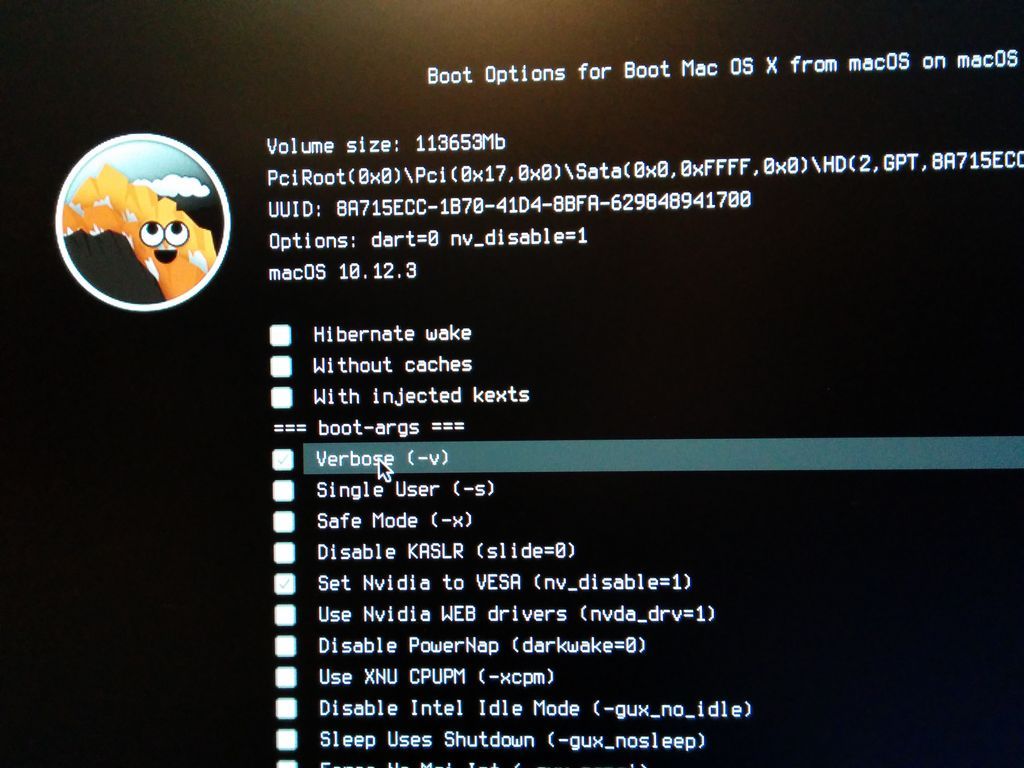 Boot Options for Boot Mac OS X from macOS on macOS
Volume size: 113653Mb
PciRoot(0x0)\Pci(0x17,0x0)\Sata(0x0,0xFFFF,0x0)\HD(2,GPT,8A715ECC
UUID: 8A715ECC-1B70-41D4-8BFA-629848941700
Options: dart=0 nv_disable=1
macOS 10.12.3
Hibernate wake
Without caches
With injected kexts
=== boot-args ===
Verbose (-v)
Single User (-s)
Safe Mode (-x)
Disable KASLR (slide=0)
Set Nvidia to VESA (nv_disable=1)
Use Nvidia WEB drivers (nvda_drv=1)
Disable PowerNap (darkwake=0)
Use XNU CPUPM (-xcpm)
Disable Intel Idle Mode (-gux_no_idle)
Sleep Uses Shutdown (-gux_nosleep)